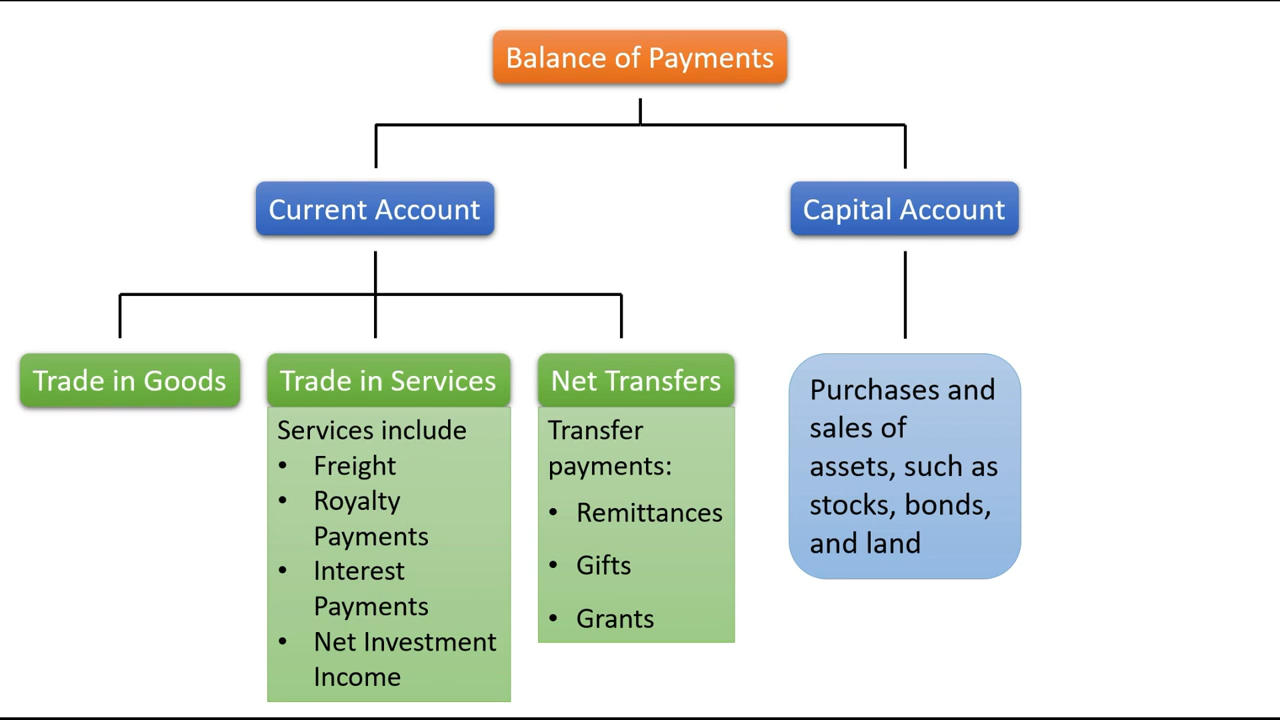 Balance of Payments
Current Account
Capital Account
Trade in Goods
Trade in Services
Services include
• Freight
• Royalty
Payments
• Interest
Payments
• Net Investment
Income
Net Transfers
Transfer
payments:
• Remittances
• Gifts
• Grants
Purchases and
sales of
assets, such as
stocks, bonds,
and land